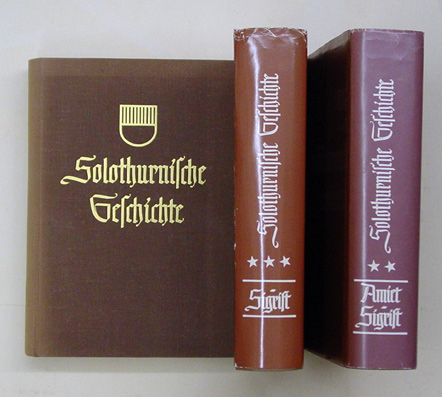 Solothurnische
Geschichte
Solothurnische Geschichte
★★★
Sigrist
Solothurnische Geschichte
★★
Amiet
Sigrist